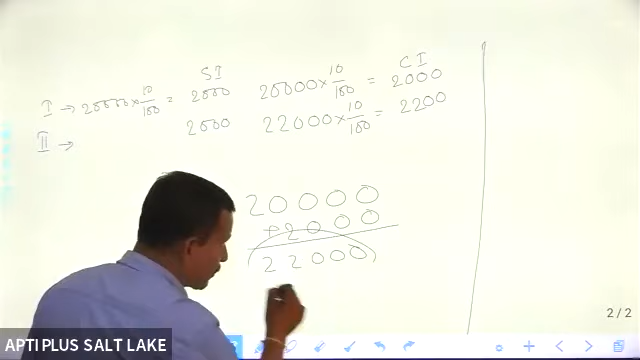 SI CI
I → 20000 × 10/100 = 2000 20000 × 10/100 = 2000
II → 2000 22000 × 10/100 = 2200
20000
+2000
22000
2/2
APTI PLUS SALT LAKE